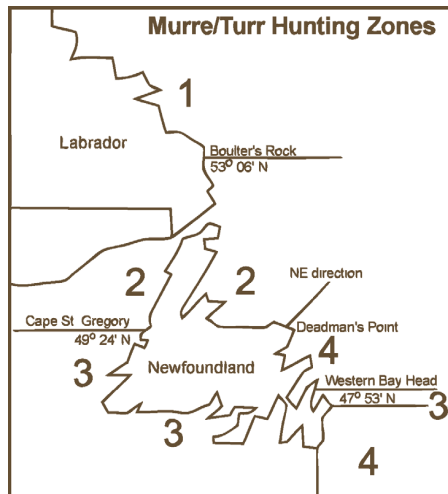 Murre/Turr Hunting Zones
1
Labrador
Boulter's Rock
53° 06' N
2
2
NE direction
Cape St Gregory
49° 24' N
Deadman's Point
3
Newfoundland
4
Western Bay Head
47° 53' N
3
3
4